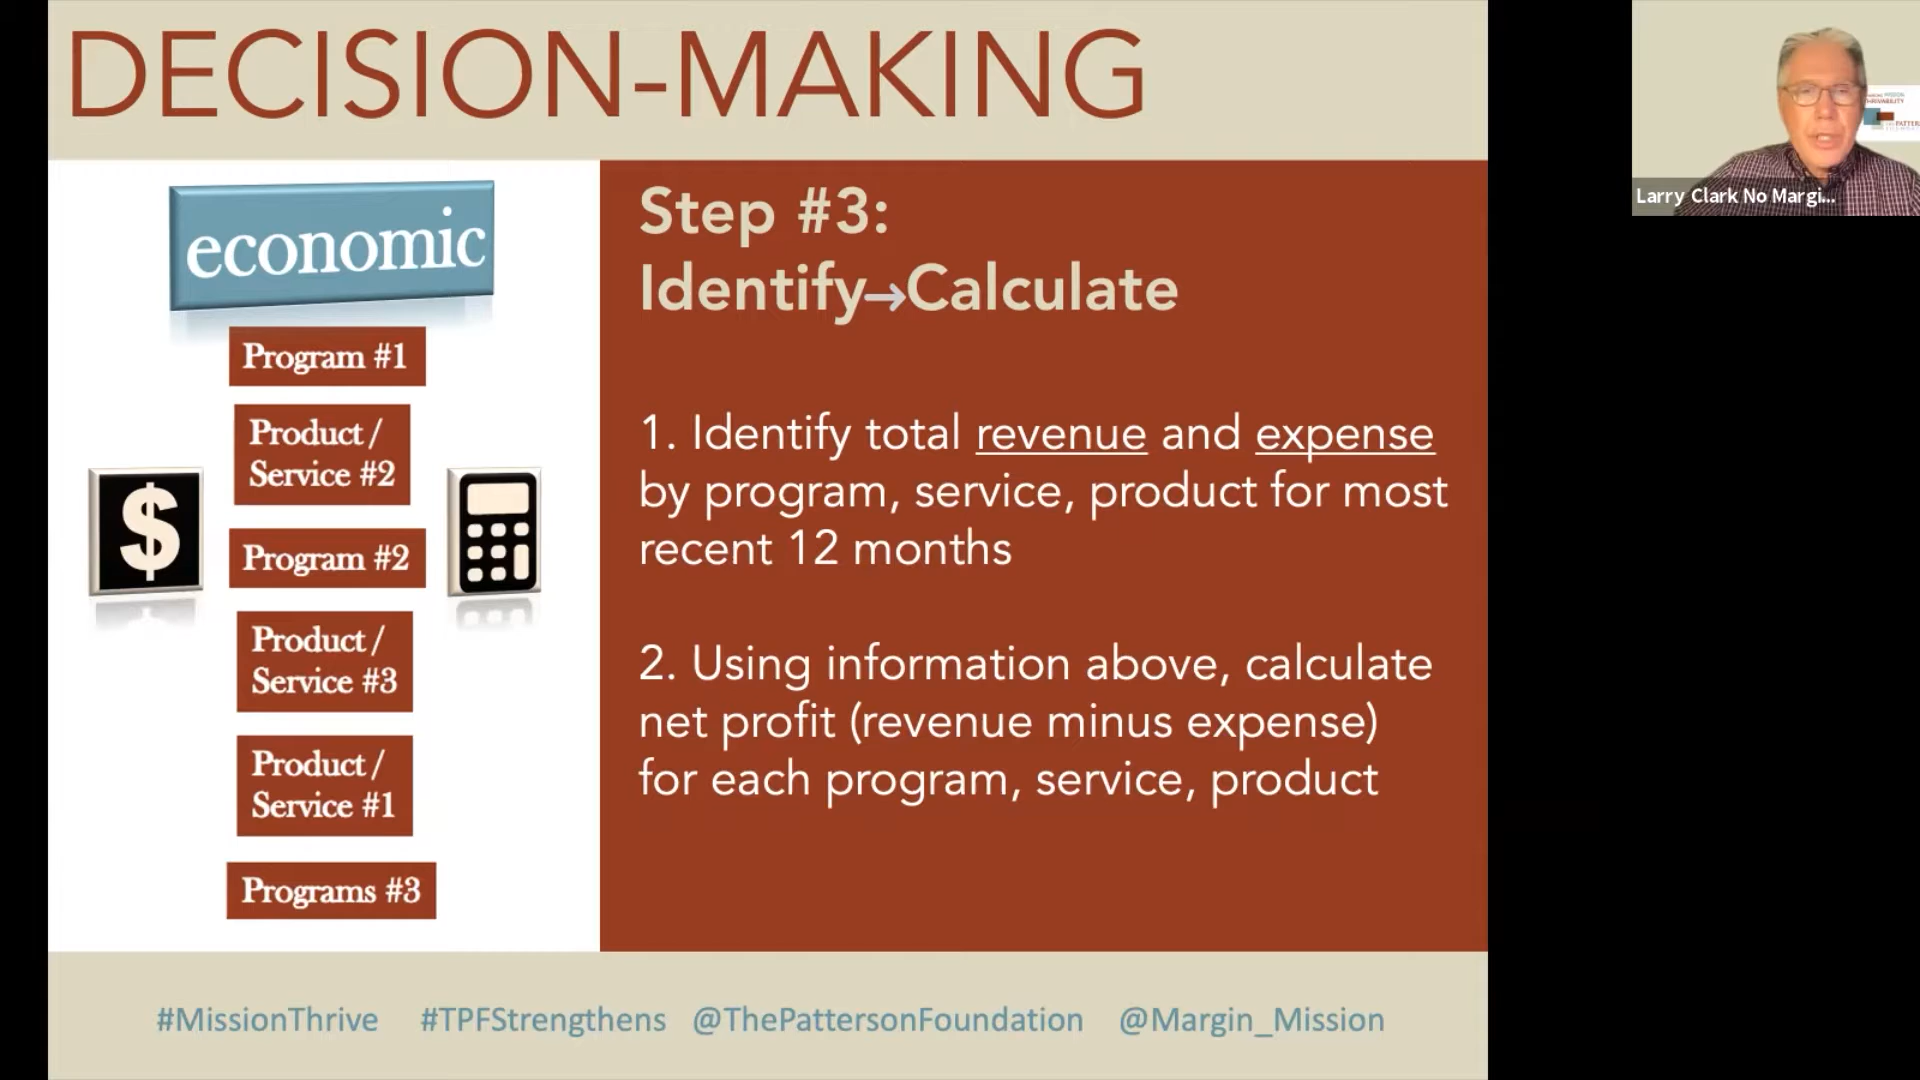 DECISION-MAKING
economic
Program #1
Product /
Service #2
Program #2
Product /
Service #3
Product /
Service #1
Programs #3
$
Step #3:
Identify→Calculate
1. Identify total revenue and expense
by program, service, product for most
recent 12 months
2. Using information above, calculate
net profit (revenue minus expense)
for each program, service, product
#MissionThrive #TPFStrengthens @ThePattersonFoundation @Margin_Mission
THRIVABILITY
Larry Clark No Margi...